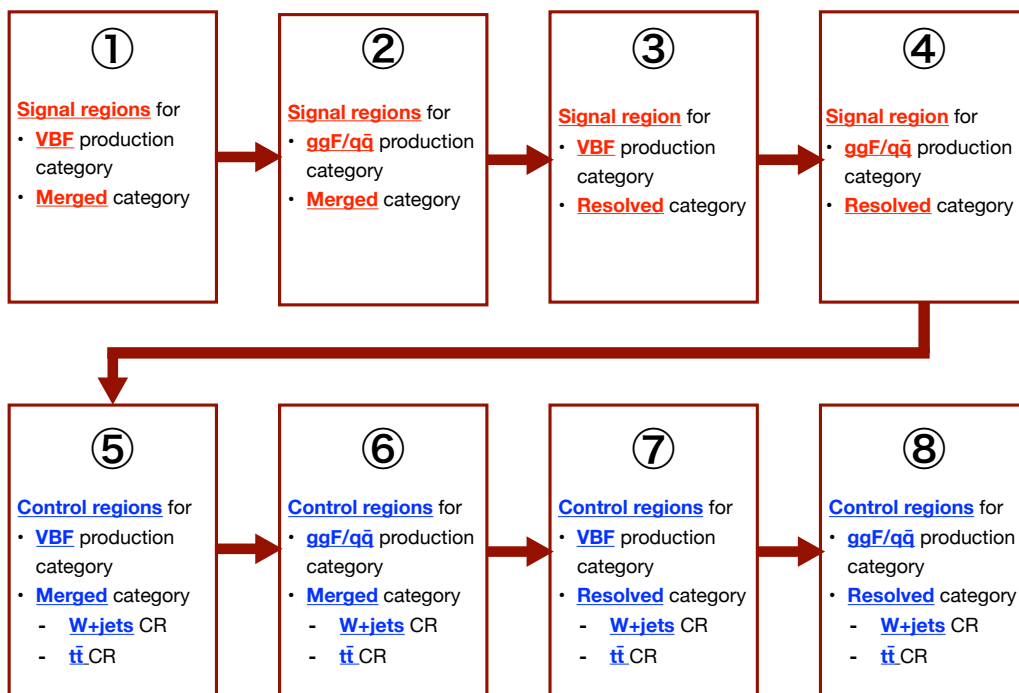 ①
Signal regions for
• VBF production
category
• Merged category
②
Signal regions for
• ggF/qq̄ production
category
• Merged category
③
Signal region for
• VBF production
category
• Resolved category
④
Signal region for
• ggF/qq̄ production
category
• Resolved category
⑤
Control regions for
• VBF production
category
• Merged category
- W+jets CR
- tt̄ CR
⑥
Control regions for
• ggF/qq̄ production
category
• Merged category
- W+jets CR
- tt̄ CR
⑦
Control regions for
• VBF production
category
• Resolved category
- W+jets CR
- tt̄ CR
⑧
Control regions for
• ggF/qq̄ production
category
• Resolved category
- W+jets CR
- tt̄ CR